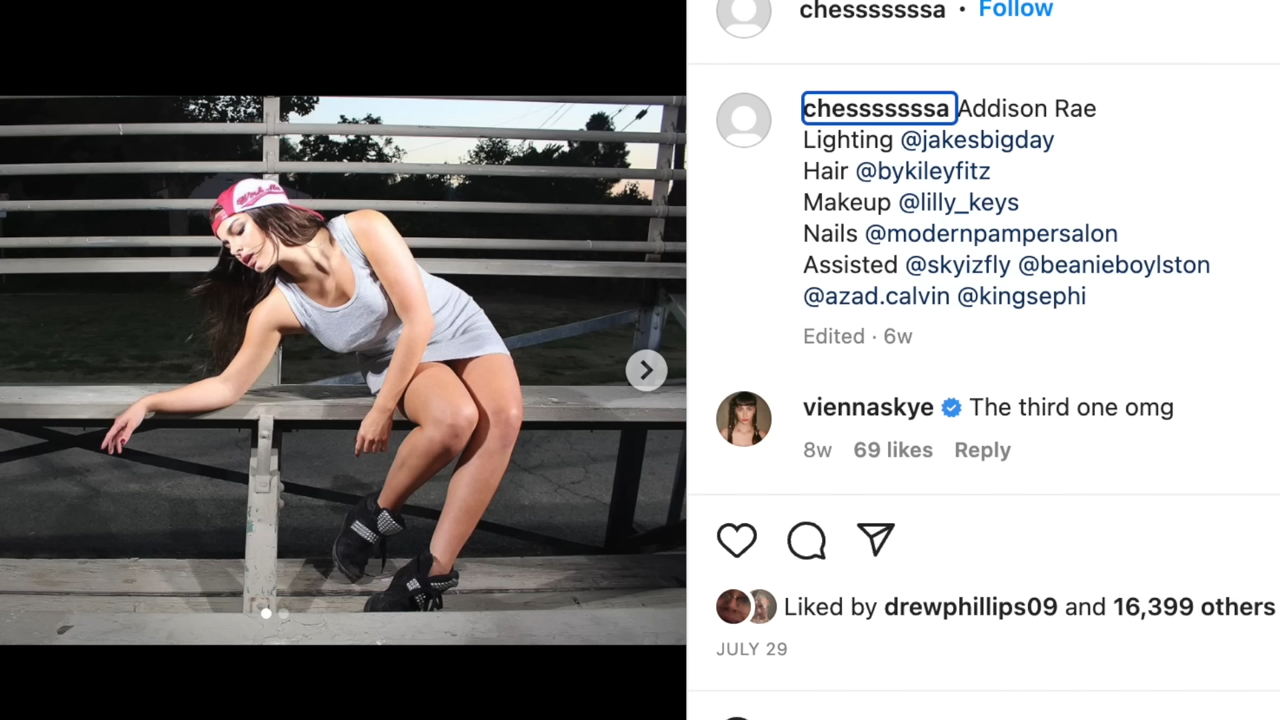 chesssssssa • Follow
chesssssssa Addison Rae
Lighting @jakesbigday
Hair @bykileyfitz
Makeup @lilly_keys
Nails @modernpampersalon
Assisted @skyizfly @beanieboylston
@azad.calvin @kingsephi
Edited · 6w
viennaskye The third one omg
8w 69 likes Reply
Liked by drewphillips09 and 16,399 others
JULY 29